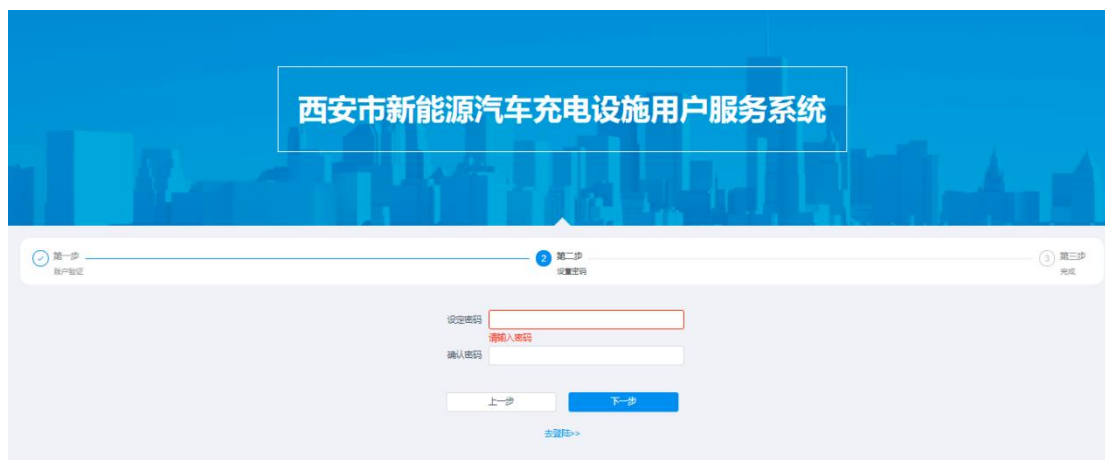 西安市新能源汽车充电设施用户服务系统
第一步
账户验证
2 第二步
设置密码
3 第三步
完成
设定密码
请输入密码
确认密码
上一步 下一步
去登陆>>